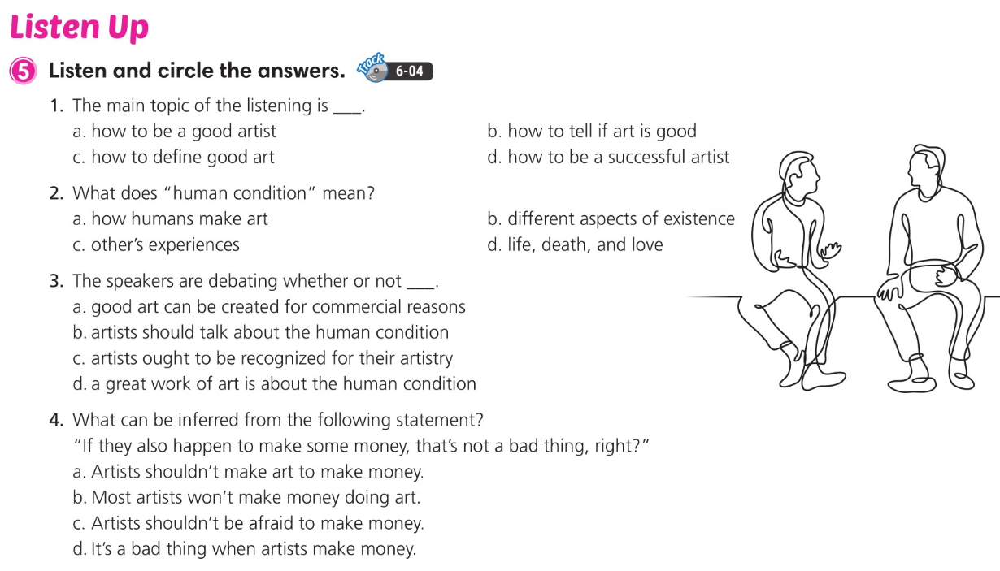 Listen Up
5 Listen and circle the answers. Track 6-04
1. The main topic of the listening is ___.
a. how to be a good artist
b. how to tell if art is good
c. how to define good art
d. how to be a successful artist
2. What does “human condition” mean?
a. how humans make art
b. different aspects of existence
c. other’s experiences
d. life, death, and love
3. The speakers are debating whether or not ___.
a. good art can be created for commercial reasons
b. artists should talk about the human condition
c. artists ought to be recognized for their artistry
d. a great work of art is about the human condition
4. What can be inferred from the following statement?
“If they also happen to make some money, that’s not a bad thing, right?”
a. Artists shouldn’t make art to make money.
b. Most artists won’t make money doing art.
c. Artists shouldn’t be afraid to make money.
d. It’s a bad thing when artists make money.